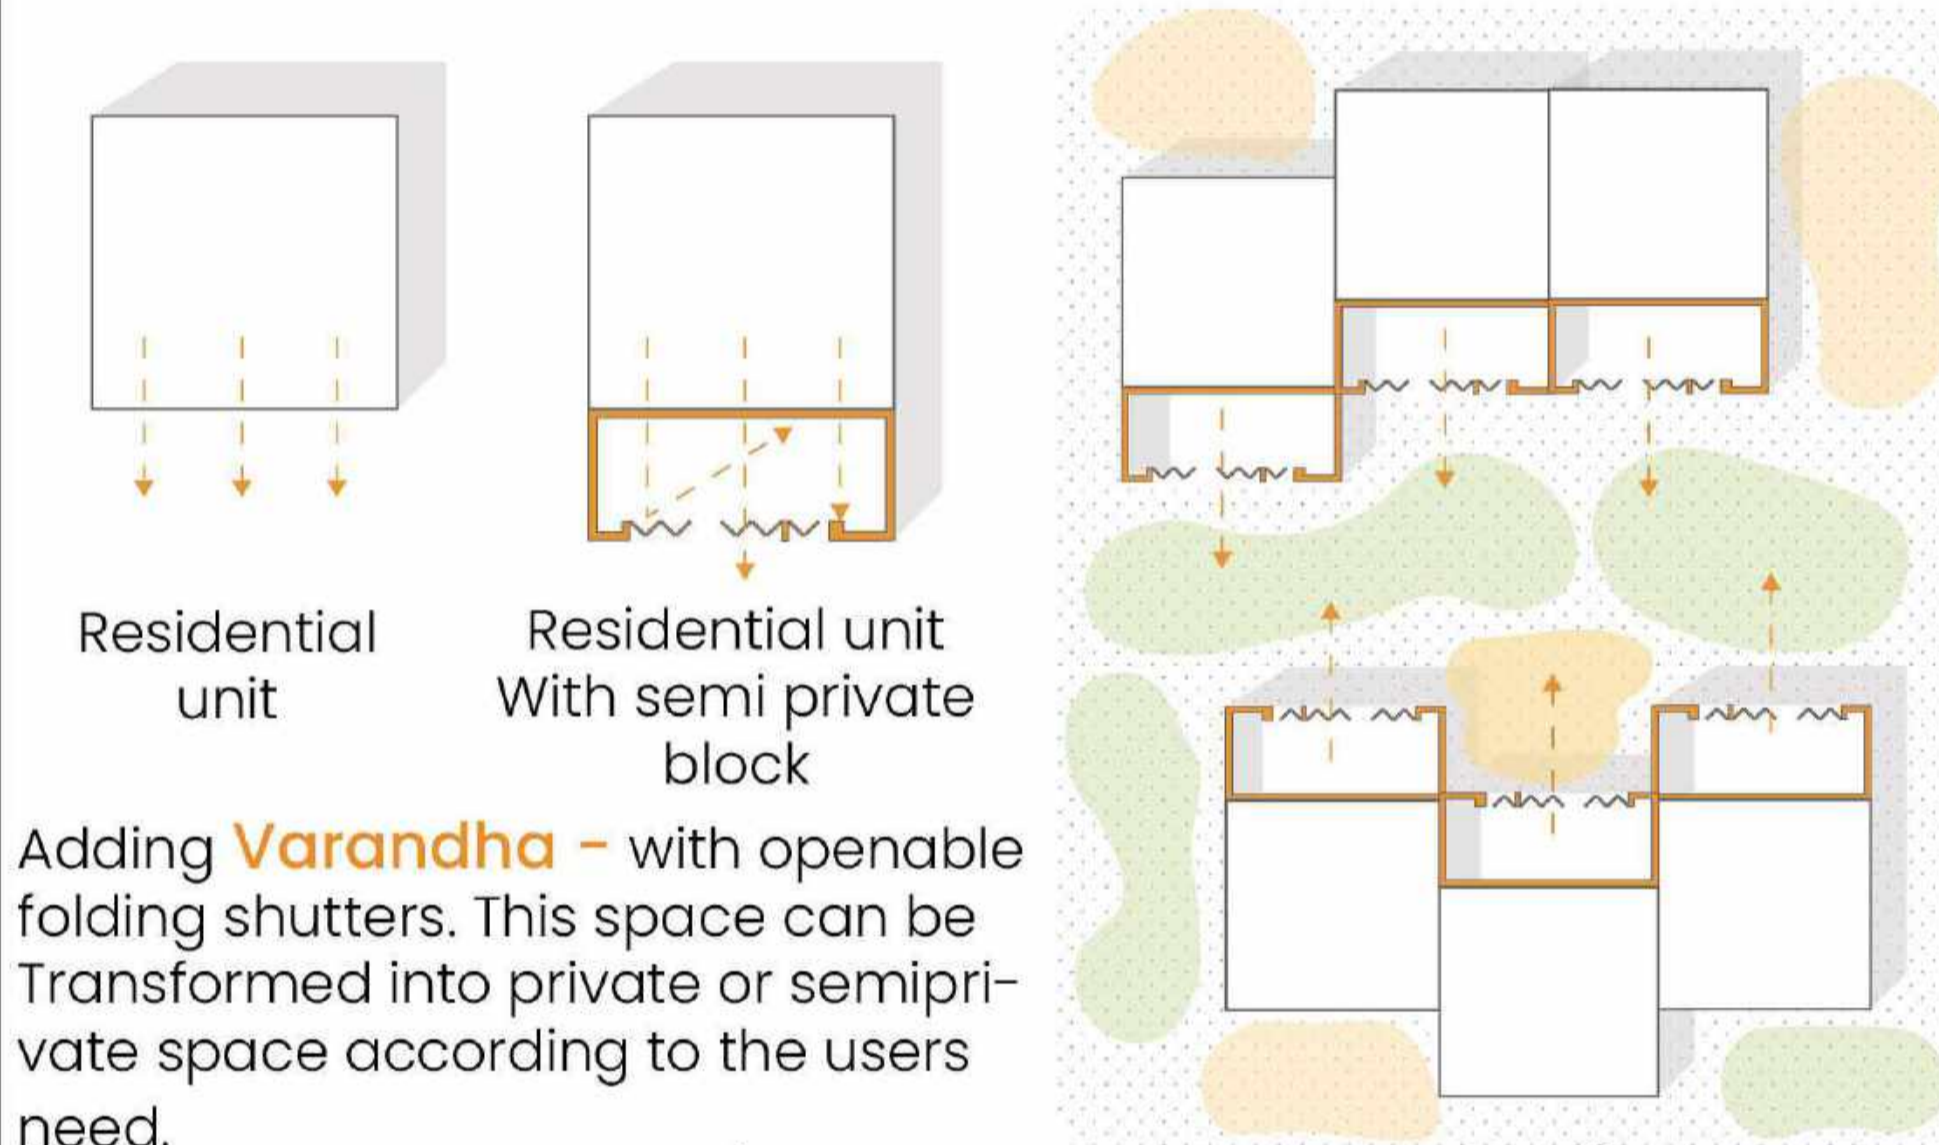 Residential
unit
Residential unit
With semi private
block
Adding Varandha - with openable
folding shutters. This space can be
Transformed into private or semipri-
vate space according to the users
need.